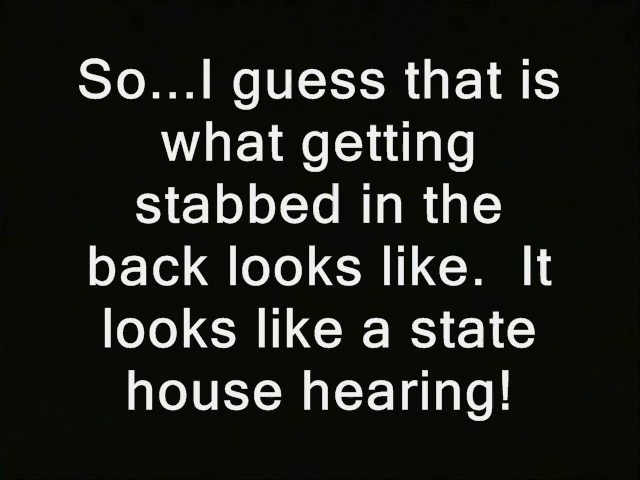 So...I guess that is
what getting
stabbed in the
back looks like.  It
looks like a state
house hearing!